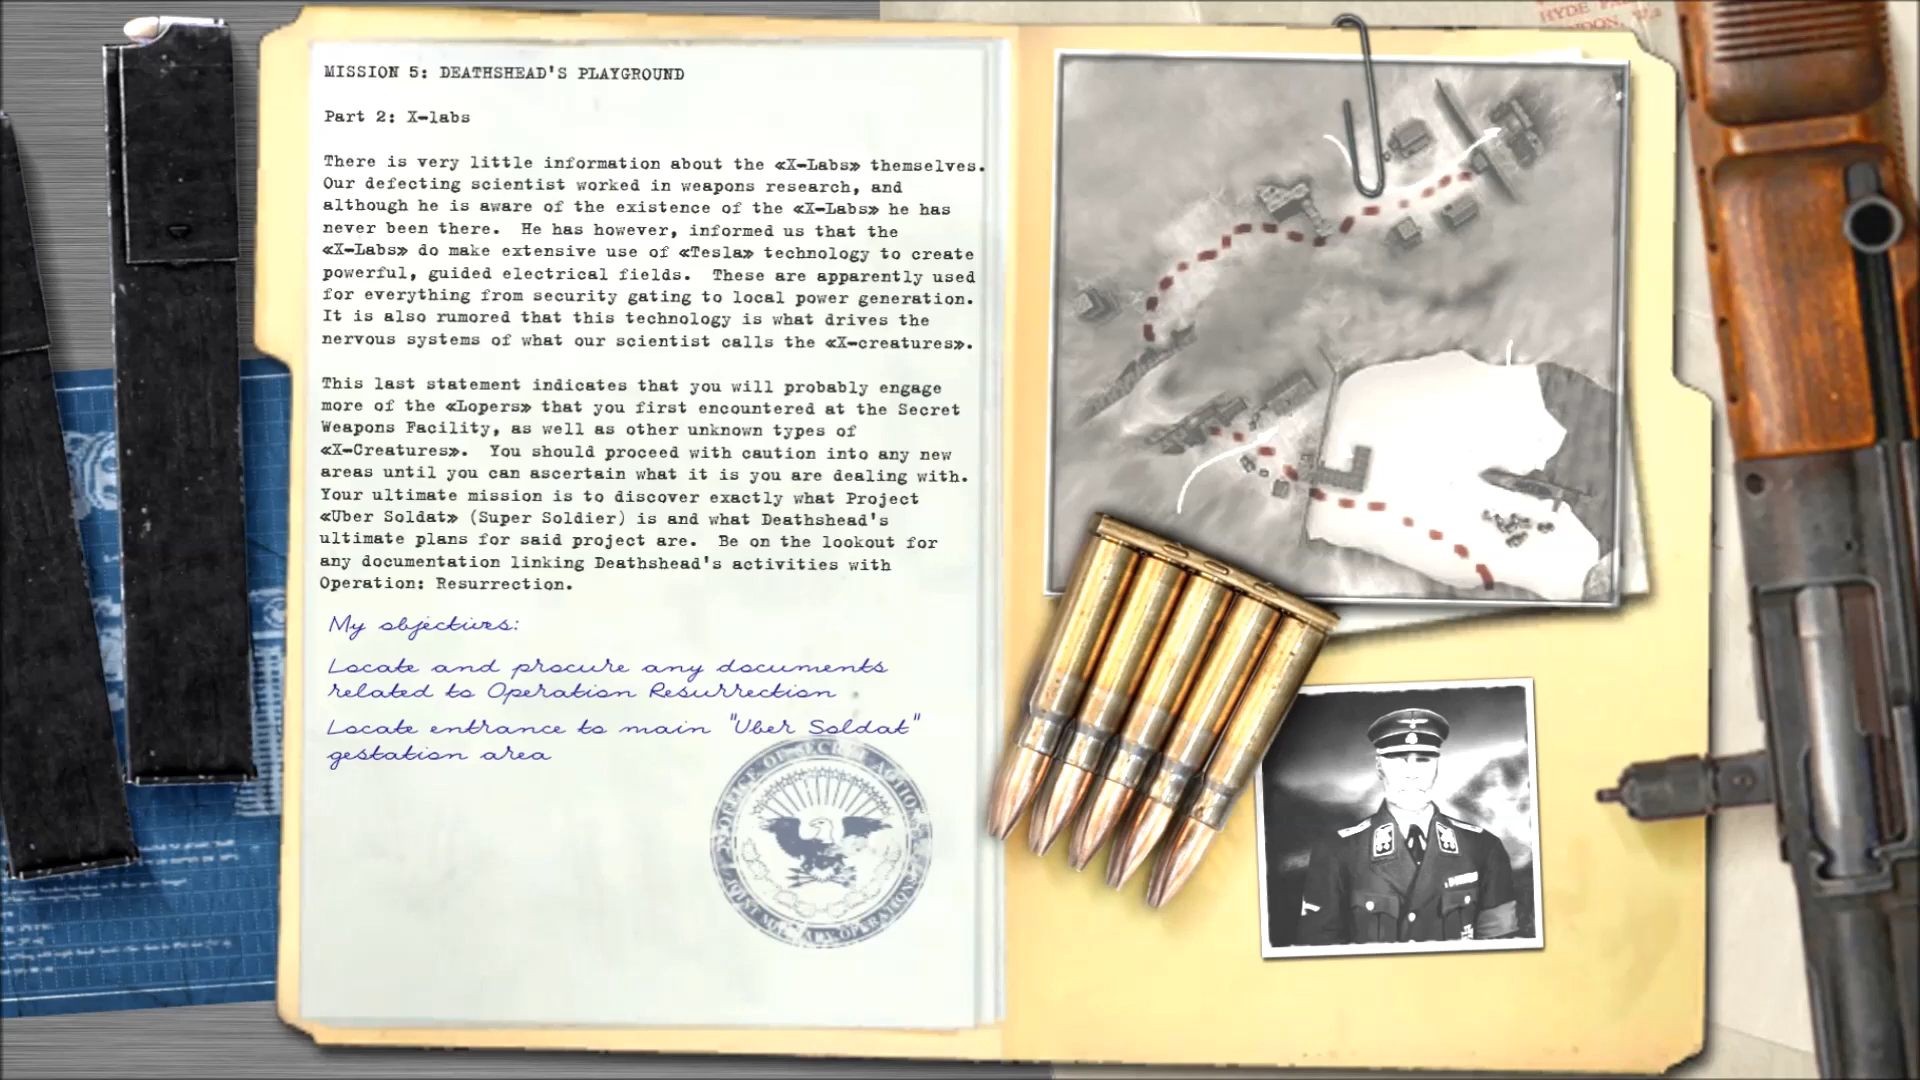 MISSION 5: DEATHSHEAD'S PLAYGROUND
Part 2: X-labs
There is very little information about the «X-Labs» themselves.
Our defecting scientist worked in weapons research, and
although he is aware of the existence of the «X-Labs» he has
never been there.  He has however, informed us that the
«X-Labs» do make extensive use of «Tesla» technology to create
powerful, guided electrical fields.  These are apparently used
for everything from security gating to local power generation.
It is also rumored that this technology is what drives the
nervous systems of what our scientist calls the «X-creatures».
This last statement indicates that you will probably engage
more of the «Lopers» that you first encountered at the Secret
Weapons Facility, as well as other unknown types of
«X-Creatures».  You should proceed with caution into any new
areas until you can ascertain what it is you are dealing with.
Your ultimate mission is to discover exactly what Project
«Uber Soldat» (Super Soldier) is and what Deathshead's
ultimate plans for said project are.  Be on the lookout for
any documentation linking Deathshead's activities with
Operation: Resurrection.
My objectives:
Locate and procure any documents
related to Operation Resurrection
Locate entrance to main "Uber Soldat"
gestation area
OFFICE OF SECRET ACTIONS
HYDE